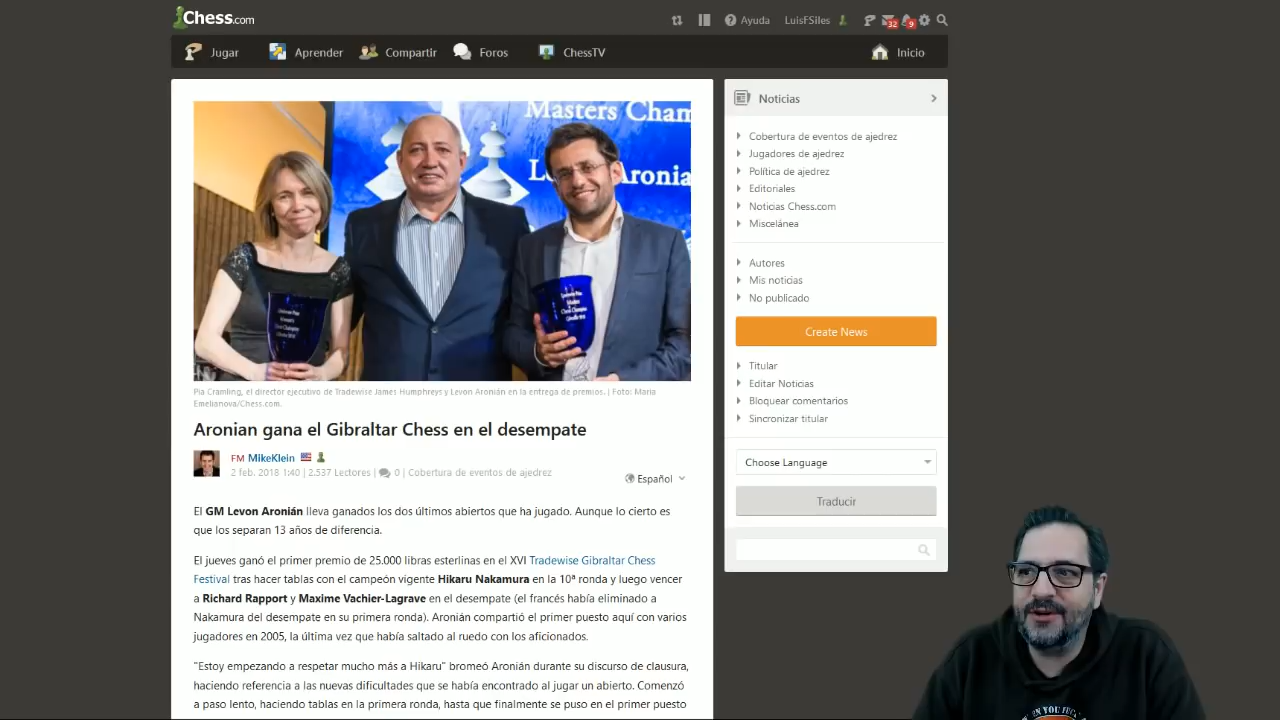 Chess.com
Ayuda
LuisFSiles
32
9
Jugar
Aprender
Compartir
Foros
ChessTV
Inicio
Masters Cham
L
Aronia
Pia Cramling, el director ejecutivo de Tradewise James Humphreys y Levon Aronián en la entrega de premios. | Foto: Maria
Emelianova/Chess.com.
Aronian gana el Gibraltar Chess en el desempate
FM MikeKlein
2 feb. 2018 1:40 | 2.537 Lectores | 0 | Cobertura de eventos de ajedrez
Español
El GM Levon Aronián lleva ganados los dos últimos abiertos que ha jugado. Aunque lo cierto es
que los separan 13 años de diferencia.
El jueves ganó el primer premio de 25.000 libras esterlinas en el XVI Tradewise Gibraltar Chess
Festival tras hacer tablas con el campeón vigente Hikaru Nakamura en la 10ª ronda y luego vencer
a Richard Rapport y Maxime Vachier-Lagrave en el desempate (el francés había eliminado a
Nakamura del desempate en su primera ronda). Aronián compartió el primer puesto aquí con varios
jugadores en 2005, la última vez que había saltado al ruedo con los aficionados.
"Estoy empezando a respetar mucho más a Hikaru" bromeó Aronián durante su discurso de clausura,
haciendo referencia a las nuevas dificultades que se había encontrado al jugar un abierto. Comenzó
a paso lento, haciendo tablas en la primera ronda, hasta que finalmente se puso en el primer puesto
Noticias
Cobertura de eventos de ajedrez
Jugadores de ajedrez
Política de ajedrez
Editoriales
Noticias Chess.com
Miscelánea
Autores
Mis noticias
No publicado
Create News
Titular
Editar Noticias
Bloquear comentarios
Sincronizar titular
Choose Language
Traducir